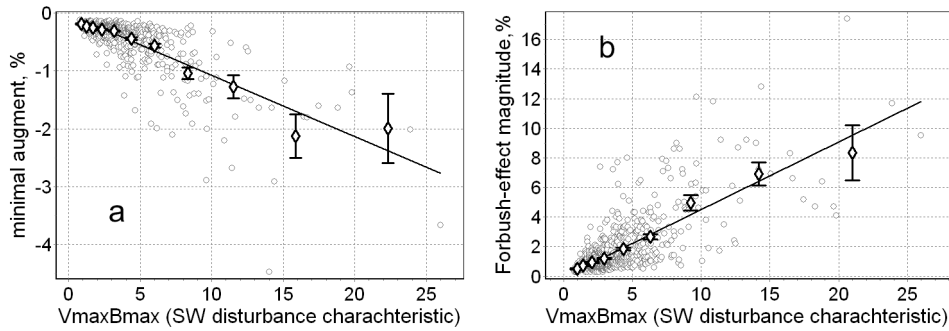 0
-1
-2
-3
-4
minimal augment, %
a
0 5 10 15 20 25
VmaxBmax (SW disturbance charachteristic)
16
14
12
10
8
6
4
2
0
Forbush-effect magnitude,%
b
0 5 10 15 20 25
VmaxBmax (SW disturbance charachteristic)